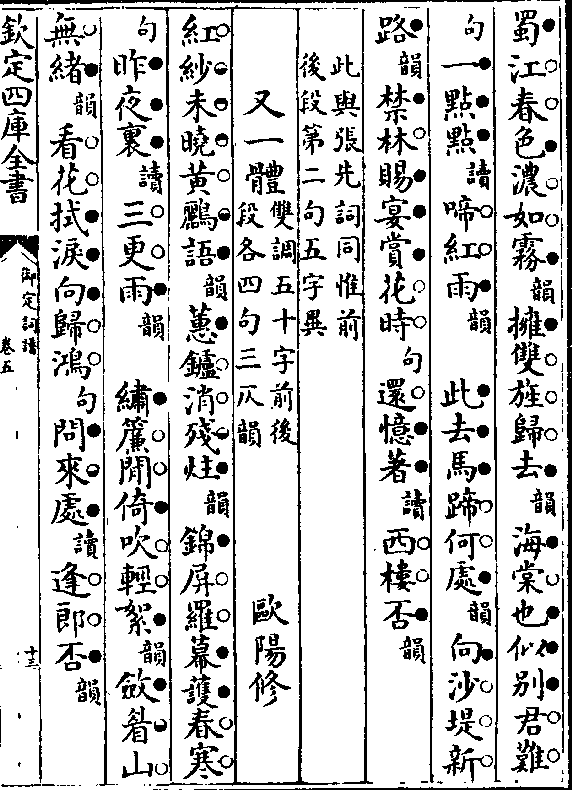 蜀江春色濃如霧韻擁雙旌歸去韻海棠也似別君難
句一點點讀啼紅雨韻 此去馬蹄何處韻向沙堤新
路韻禁林賜宴賞花時句還憶著讀西樓否韻
此與張先詞同惟前
後段第二句五字異
又一體雙調五十字前後
段各四句三仄韻 歐陽修
紅紗未曉黃鸝語韻蕙鑪消殘炷韻錦屏羅幕護春寒
句昨夜裏讀三更雨韻 繡簾閒倚吹輕絮韻斂眉山
無緒韻看花拭淚向歸鴻句問來處讀逢郎否韻
欽定四庫全書
御定詞譜
卷五
十三